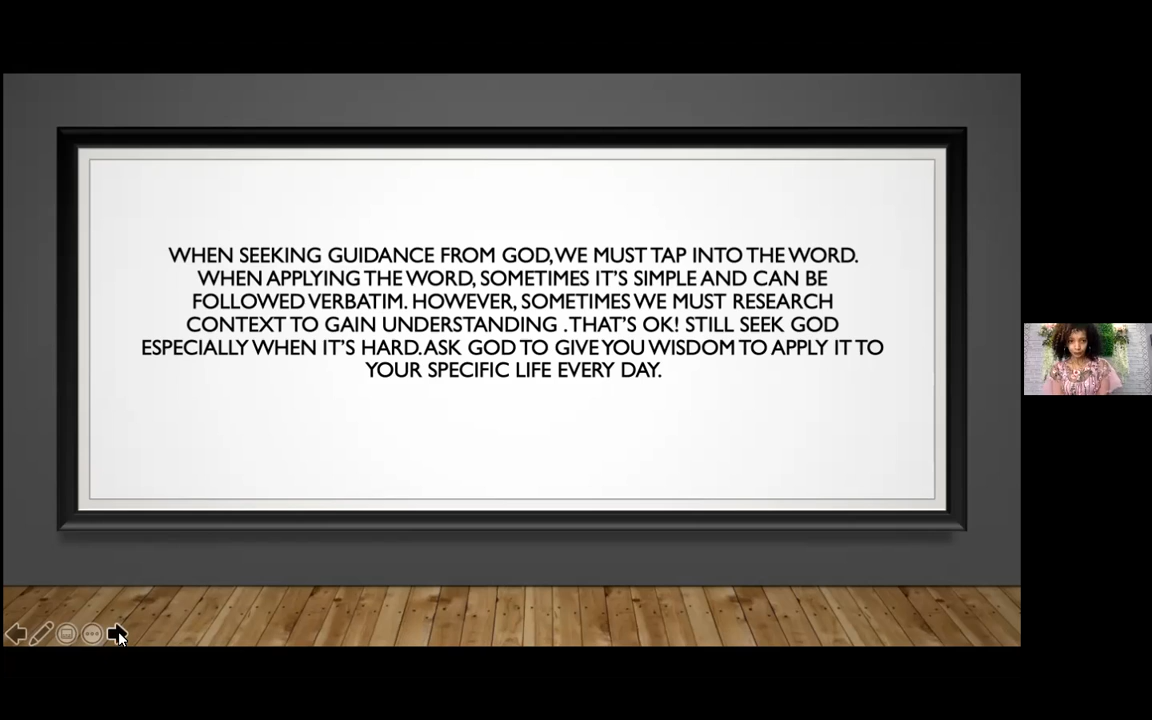 WHEN SEEKING GUIDANCE FROM GOD, WE MUST TAP INTO THE WORD.
WHEN APPLYING THE WORD, SOMETIMES IT'S SIMPLE AND CAN BE
FOLLOWED VERBATIM. HOWEVER, SOMETIMES WE MUST RESEARCH
CONTEXT TO GAIN UNDERSTANDING .THAT'S OK! STILL SEEK GOD
ESPECIALLY WHEN IT'S HARD. ASK GOD TO GIVE YOU WISDOM TO APPLY IT TO
YOUR SPECIFIC LIFE EVERY DAY.